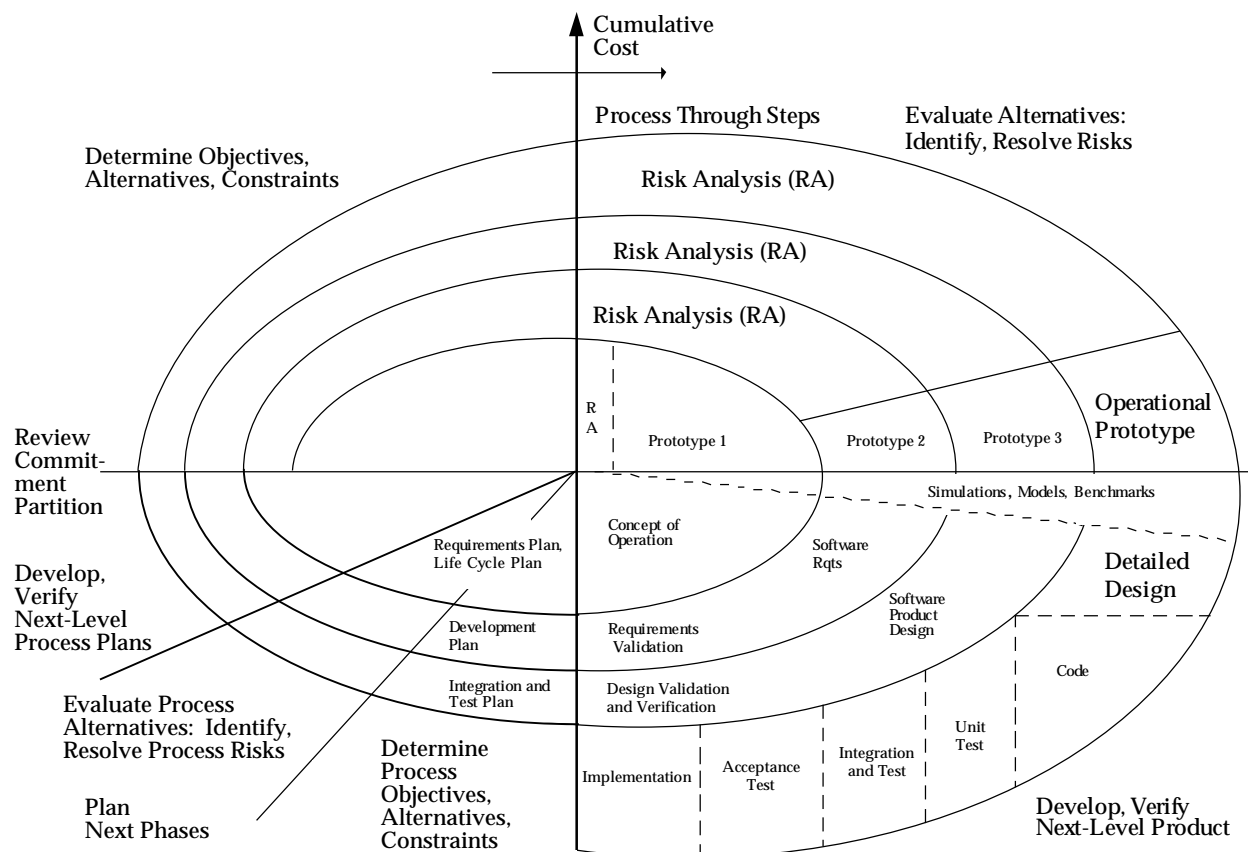 Cumulative
Cost
Process Through Steps
Evaluate Alternatives:
Identify, Resolve Risks
Determine Objectives,
Alternatives, Constraints
Risk Analysis (RA)
Risk Analysis (RA)
Risk Analysis (RA)
R
A
Prototype 1
Prototype 2
Prototype 3
Operational
Prototype
Review
Commit-
ment
Partition
Simulations, Models, Benchmarks
Requirements Plan,
Life Cycle Plan
Concept of
Operation
Software
Rqts
Detailed
Design
Develop,
Verify
Next-Level
Process Plans
Development
Plan
Requirements
Validation
Software
Product
Design
Code
Integration and
Test Plan
Design Validation
and Verification
Evaluate Process
Alternatives:  Identify,
Resolve Process Risks
Unit
Test
Determine
Process
Objectives,
Alternatives,
Constraints
Implementation
Acceptance
Test
Integration
and Test
Plan
Next Phases
Develop, Verify
Next-Level Product